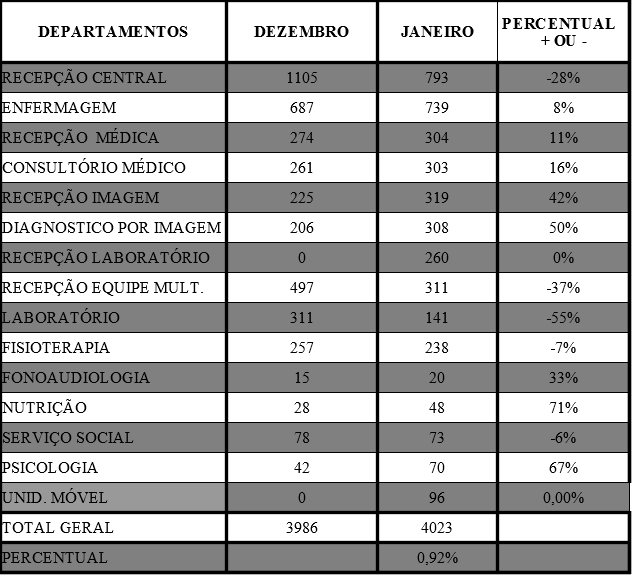 DEPARTAMENTOS DEZEMBRO JANEIRO PERCENTUAL + OU -
RECEPÇÃO CENTRAL 1105 793 -28%
ENFERMAGEM 687 739 8%
RECEPÇÃO MÉDICA 274 304 11%
CONSULTÓRIO MÉDICO 261 303 16%
RECEPÇÃO IMAGEM 225 319 42%
DIAGNOSTICO POR IMAGEM 206 308 50%
RECEPÇÃO LABORATÓRIO 0 260 0%
RECEPÇÃO EQUIPE MULT. 497 311 -37%
LABORATÓRIO 311 141 -55%
FISIOTERAPIA 257 238 -7%
FONOAUDIOLOGIA 15 20 33%
NUTRIÇÃO 28 48 71%
SERVIÇO SOCIAL 78 73 -6%
PSICOLOGIA 42 70 67%
UNID. MÓVEL 0 96 0,00%
TOTAL GERAL 3986 4023
PERCENTUAL 0,92%